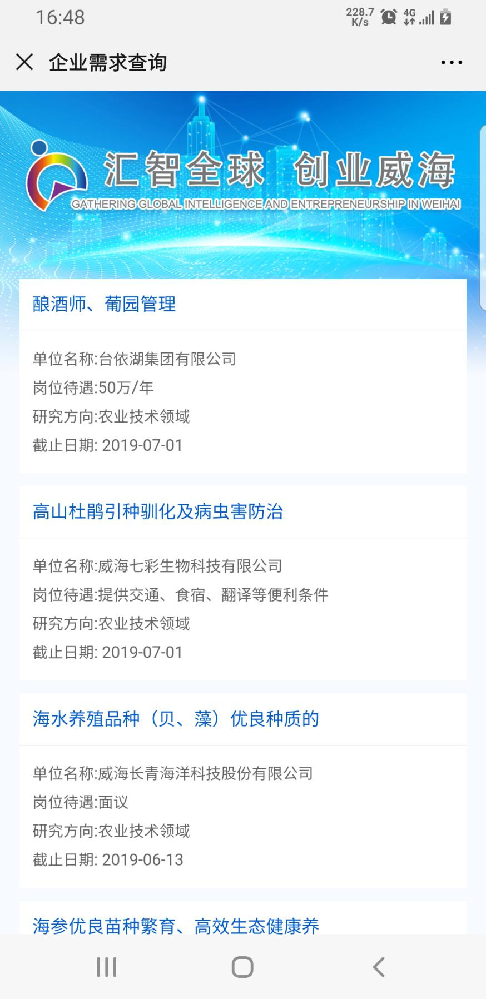 16:48
228.7
K/s
4G
企业需求查询
汇智全球 创业威海
GATHERING GLOBAL INTELLIGENCE AND ENTREPRENEURSHIP IN WEIHAI
酿酒师、葡园管理
单位名称:台依湖集团有限公司
岗位待遇:50万/年
研究方向:农业技术领域
截止日期: 2019-07-01
高山杜鹃引种驯化及病虫害防治
单位名称:威海七彩生物科技有限公司
岗位待遇:提供交通、食宿、翻译等便利条件
研究方向:农业技术领域
截止日期: 2019-07-01
海水养殖品种（贝、藻）优良种质的
单位名称:威海长青海洋科技股份有限公司
岗位待遇:面议
研究方向:农业技术领域
截止日期: 2019-06-13
海参优良苗种繁育、高效生态健康养